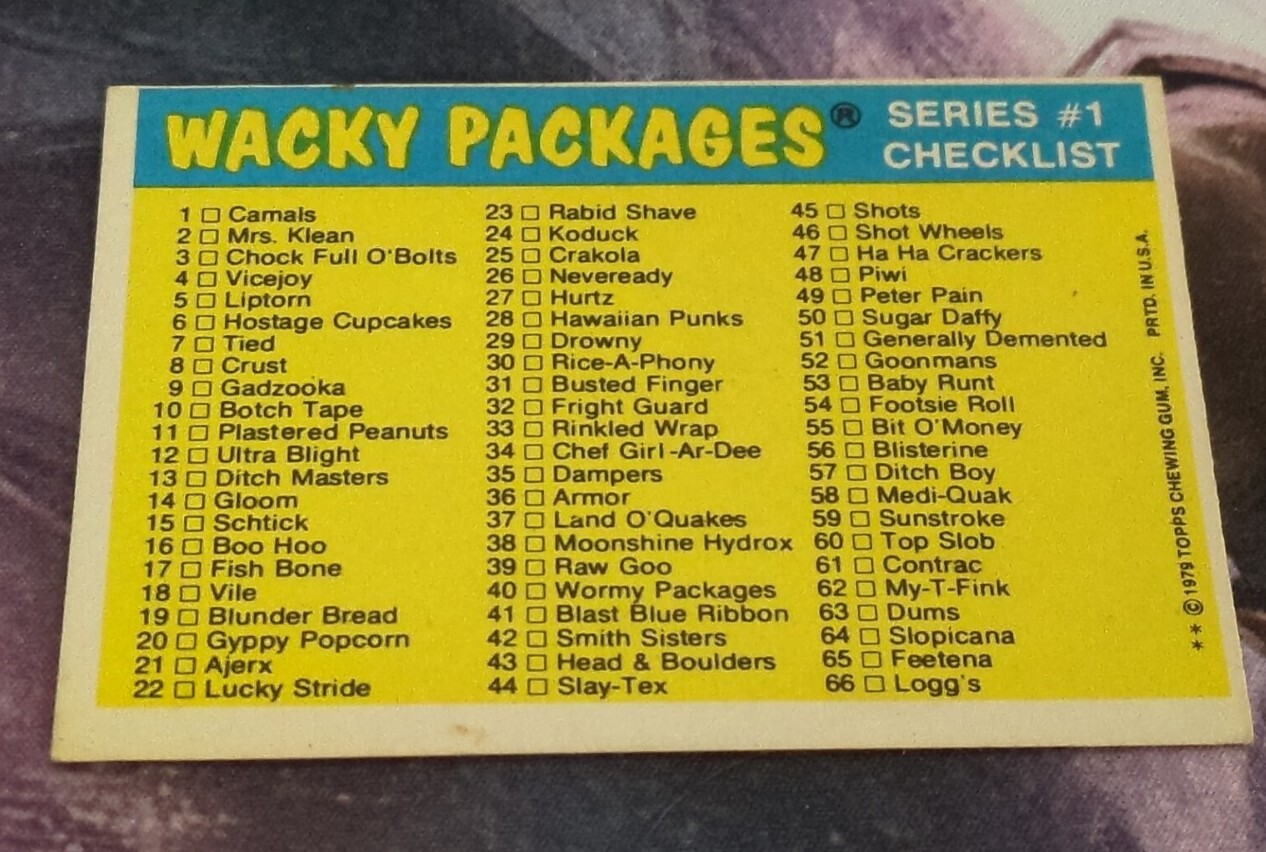 WACKY PACKAGES®
SERIES #1
CHECKLIST
1 □ Camals
2 □ Mrs. Klean
3 □ Chock Full O'Bolts
4 □ Vicejoy
5 □ Liptorn
6 □ Hostage Cupcakes
7 □ Tied
8 □ Crust
9 □ Gadzooka
10 □ Botch Tape
11 □ Plastered Peanuts
12 □ Ultra Blight
13 □ Ditch Masters
14 □ Gloom
15 □ Schtick
16 □ Boo Hoo
17 □ Fish Bone
18 □ Vile
19 □ Blunder Bread
20 □ Gyppy Popcorn
21 □ Ajerx
22 □ Lucky Stride
23 □ Rabid Shave
24 □ Koduck
25 □ Crakola
26 □ Neveready
27 □ Hurtz
28 □ Hawaiian Punks
29 □ Drowny
30 □ Rice-A-Phony
31 □ Busted Finger
32 □ Fright Guard
33 □ Rinkled Wrap
34 □ Chef Girl-Ar-Dee
35 □ Dampers
36 □ Armor
37 □ Land O'Quakes
38 □ Moonshine Hydrox
39 □ Raw Goo
40 □ Wormy Packages
41 □ Blast Blue Ribbon
42 □ Smith Sisters
43 □ Head & Boulders
44 □ Slay-Tex
45 □ Shots
46 □ Shot Wheels
47 □ Ha Ha Crackers
48 □ Piwi
49 □ Peter Pain
50 □ Sugar Daffy
51 □ Generally Demented
52 □ Goonmans
53 □ Baby Runt
54 □ Footsie Roll
55 □ Bit O'Money
56 □ Blisterine
57 □ Ditch Boy
58 □ Medi-Quak
59 □ Sunstroke
60 □ Top Slob
61 □ Contrac
62 □ My-T-Fink
63 □ Dums
64 □ Slopicana
65 □ Feetena
66 □ Logg's
** © 1979 TOPPS CHEWING GUM, INC. PRTD. IN U.S.A.